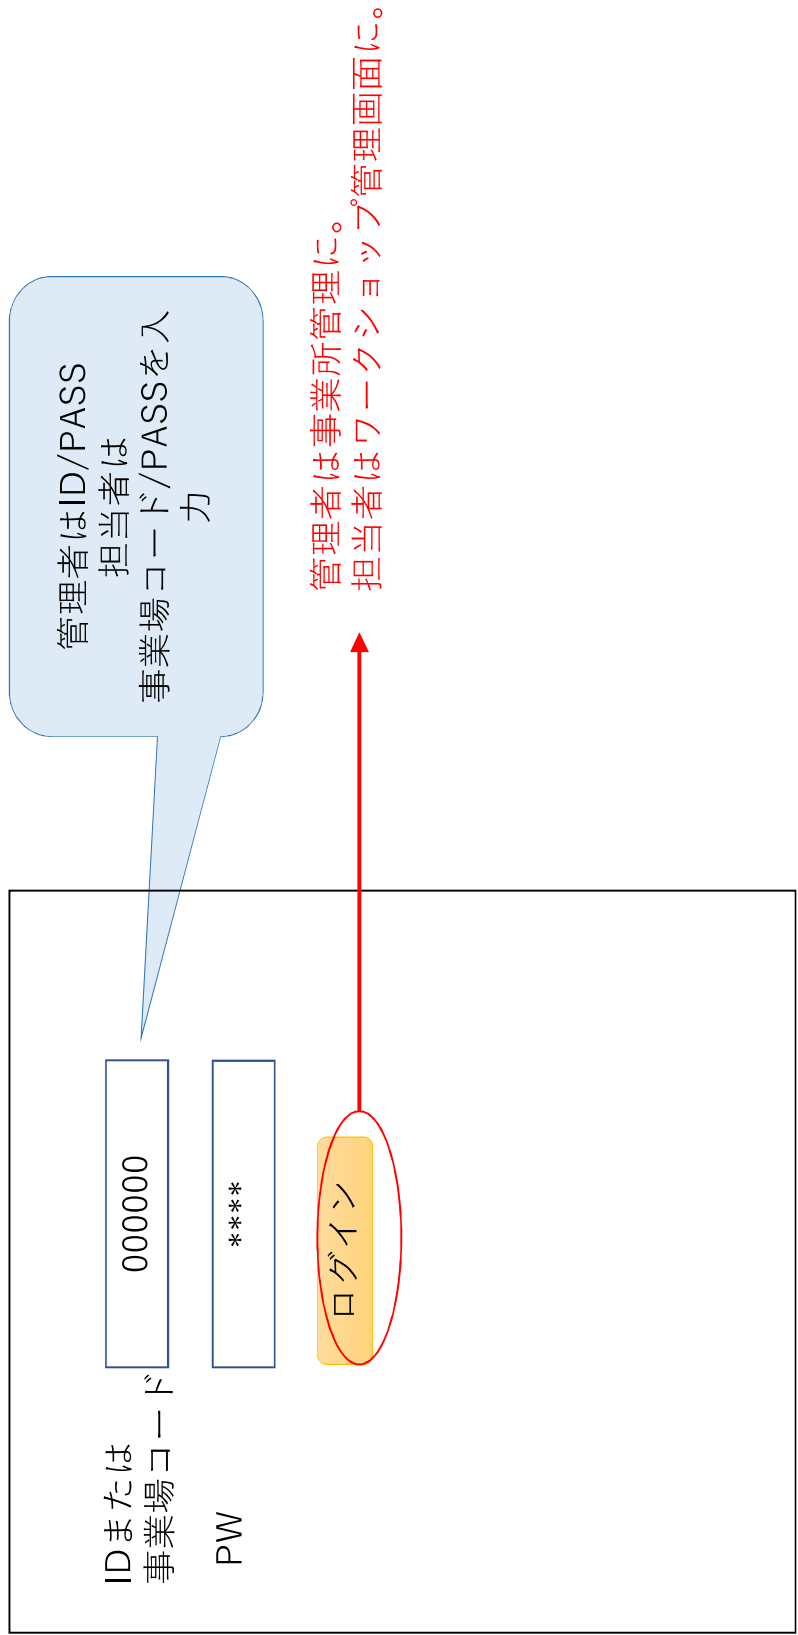 IDまたは
事業場コード
000000
PW
****
ログイン
管理者はID/PASS
担当者は
事業場コード/PASSを入
力
管理者は事業所管理に。
担当者はワークショップ管理画面に。